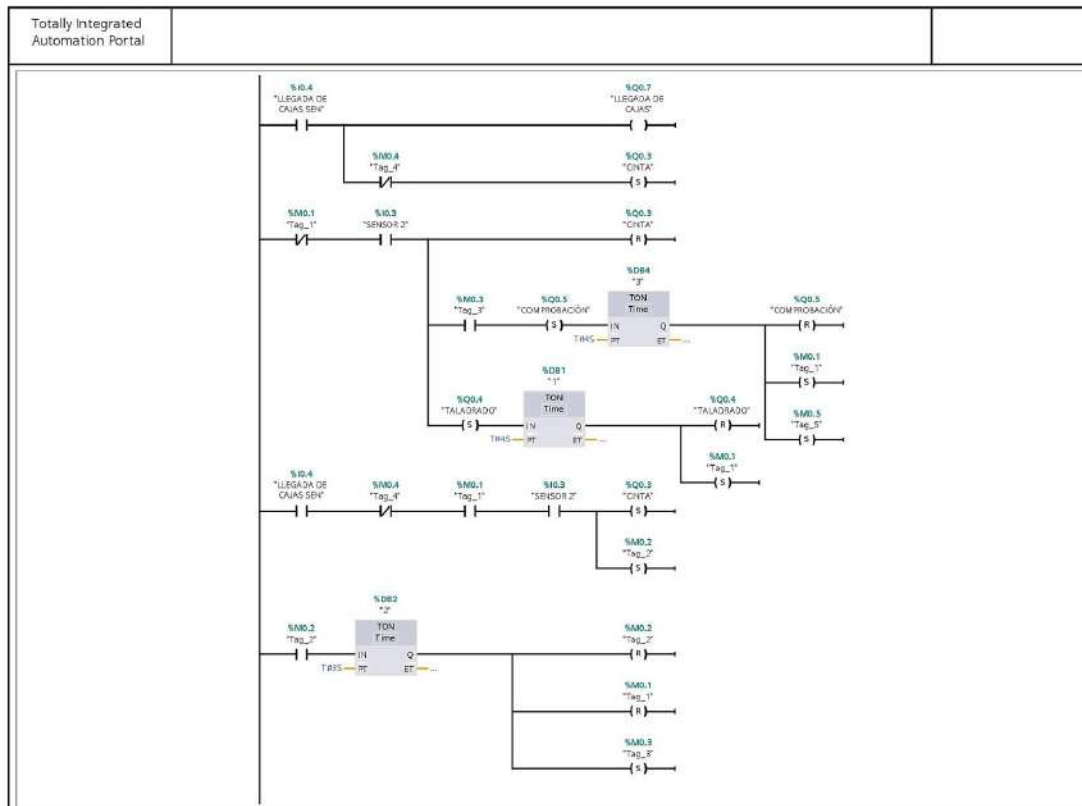 Totally Integrated
Automation Portal
%I0.4
"LLEGADA DE
CAJAS SEN"
%Q0.7
"LLEGADA DE
CAJAS"
%M0.4
"Tag_4"
%Q0.3
"CINTA"
S
%M0.1
"Tag_1"
%I0.3
"SENSOR 2"
%Q0.3
"CINTA"
R
%DB4
"3"
%M0.3
"Tag_3"
%Q0.5
"COMPROBACIÓN"
S
TON
Time
IN Q
T#4S PT ET ...
%Q0.5
"COMPROBACIÓN"
R
%M0.1
"Tag_1"
S
%M0.5
"Tag_5"
S
%DB1
"1"
%Q0.4
"TALADRADO"
S
TON
Time
IN Q
T#4S PT ET ...
%Q0.4
"TALADRADO"
R
%M0.1
"Tag_1"
S
%I0.4
"LLEGADA DE
CAJAS SEN"
%M0.4
"Tag_4"
%M0.1
"Tag_1"
%I0.3
"SENSOR 2"
%Q0.3
"CINTA"
S
%M0.2
"Tag_2"
S
%DB2
"2"
%M0.2
"Tag_2"
TON
Time
IN Q
T#3S PT ET ...
%M0.2
"Tag_2"
R
%M0.1
"Tag_1"
R
%M0.3
"Tag_3"
S